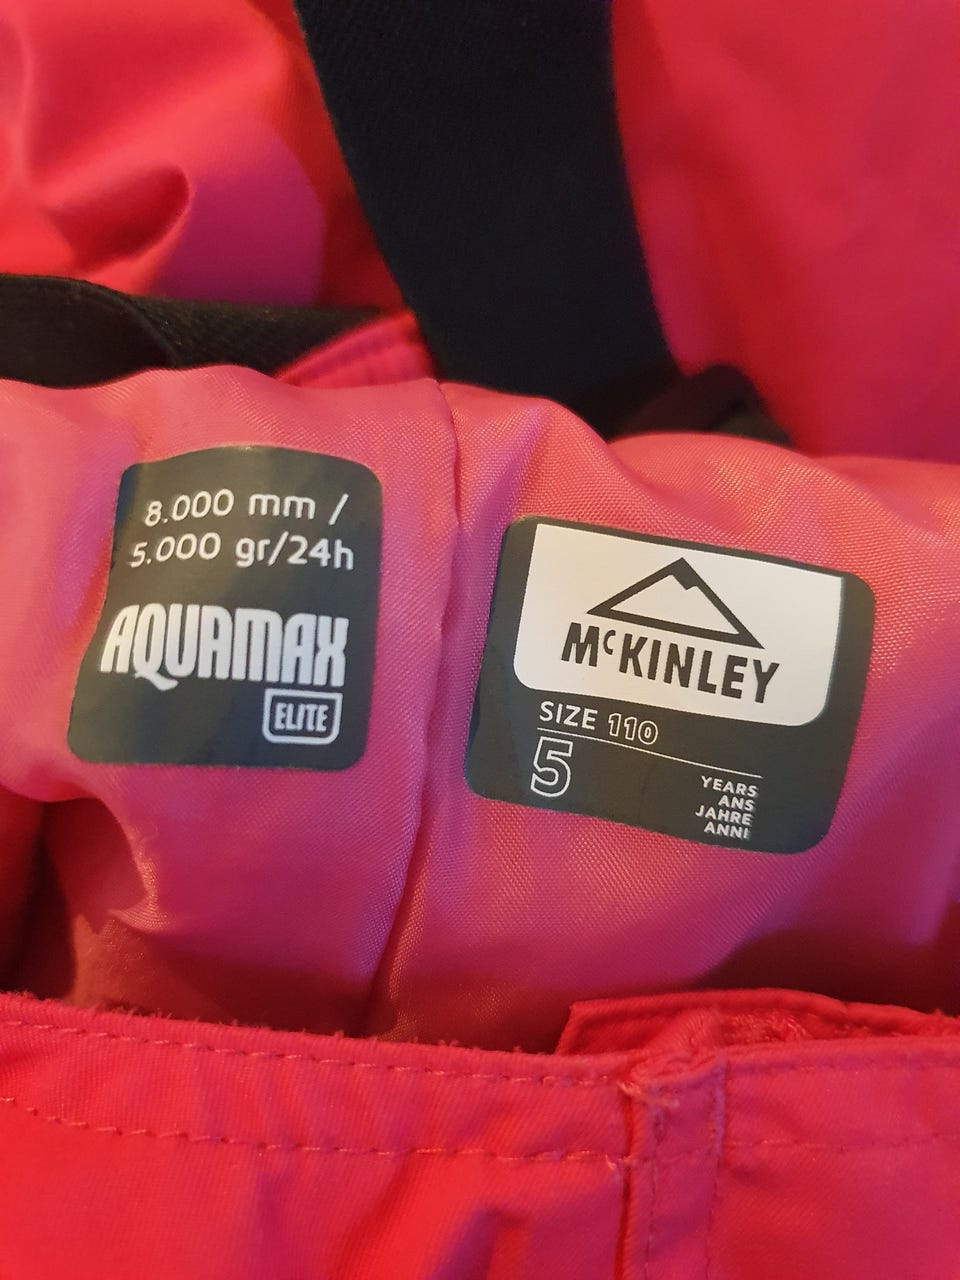 8.000 mm /
5.000 gr/24h
AQUAMAX
ELITE
McKINLEY
SIZE 110
5
YEARS
ANS
JAHRE
ANNI